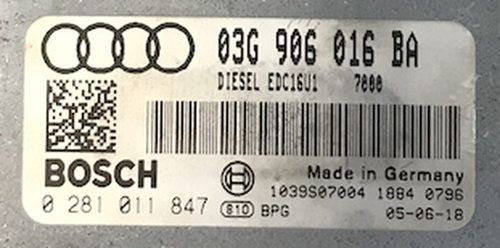 03G 906 016 BA
DIESEL EDC16U1 7000
BOSCH
Made in Germany
1039S07004 1884 0796
0 281 011 847 810 BPG 05-06-18